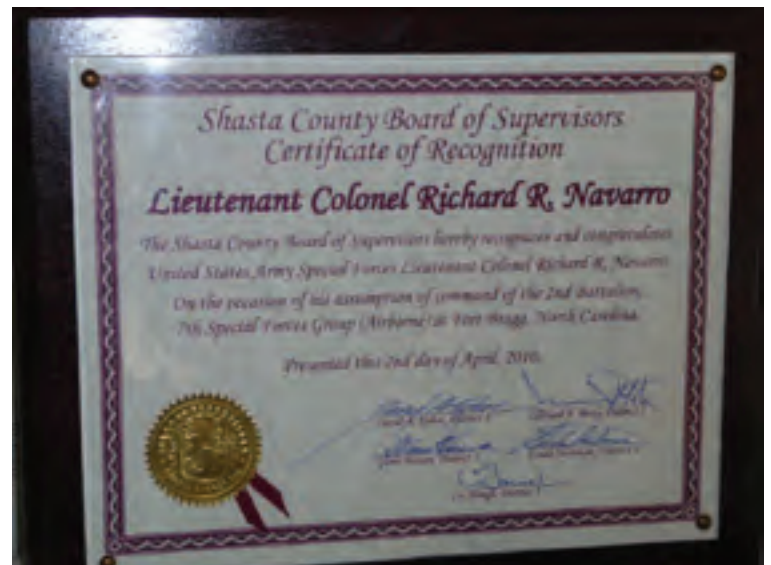 Shasta County Board of Supervisors
Certificate of Recognition
Lieutenant Colonel Richard R. Navarro
The Shasta County Board of Supervisors hereby recognizes and congratulates
United States Army Special Forces Lieutenant Colonel Richard R. Navarro
On the occasion of his assumption of command of the 2nd Battalion,
7th Special Forces Group (Airborne) at Fort Bragg, North Carolina.
Presented this 2nd day of April, 2010.